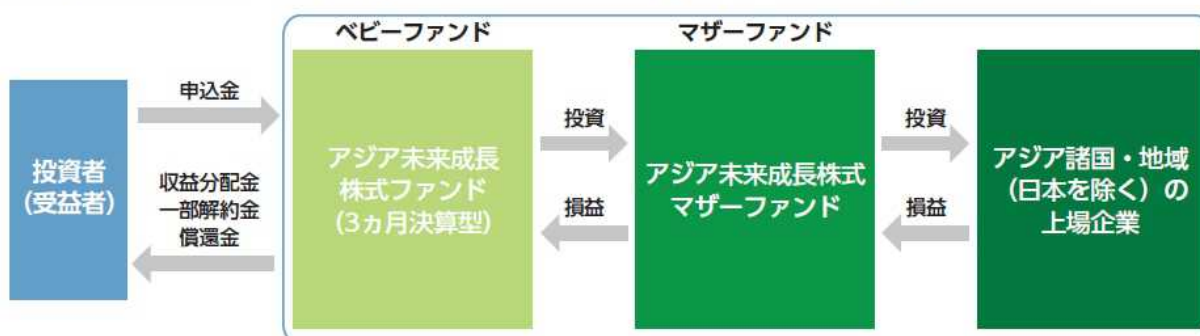 ベビーファンド
マザーファンド
投資者
(受益者)
申込金
収益分配金
一部解約金
償還金
アジア未来成長
株式ファンド
(3ヵ月決算型)
投資
損益
アジア未来成長株式
マザーファンド
投資
損益
アジア諸国・地域
(日本を除く)の
上場企業